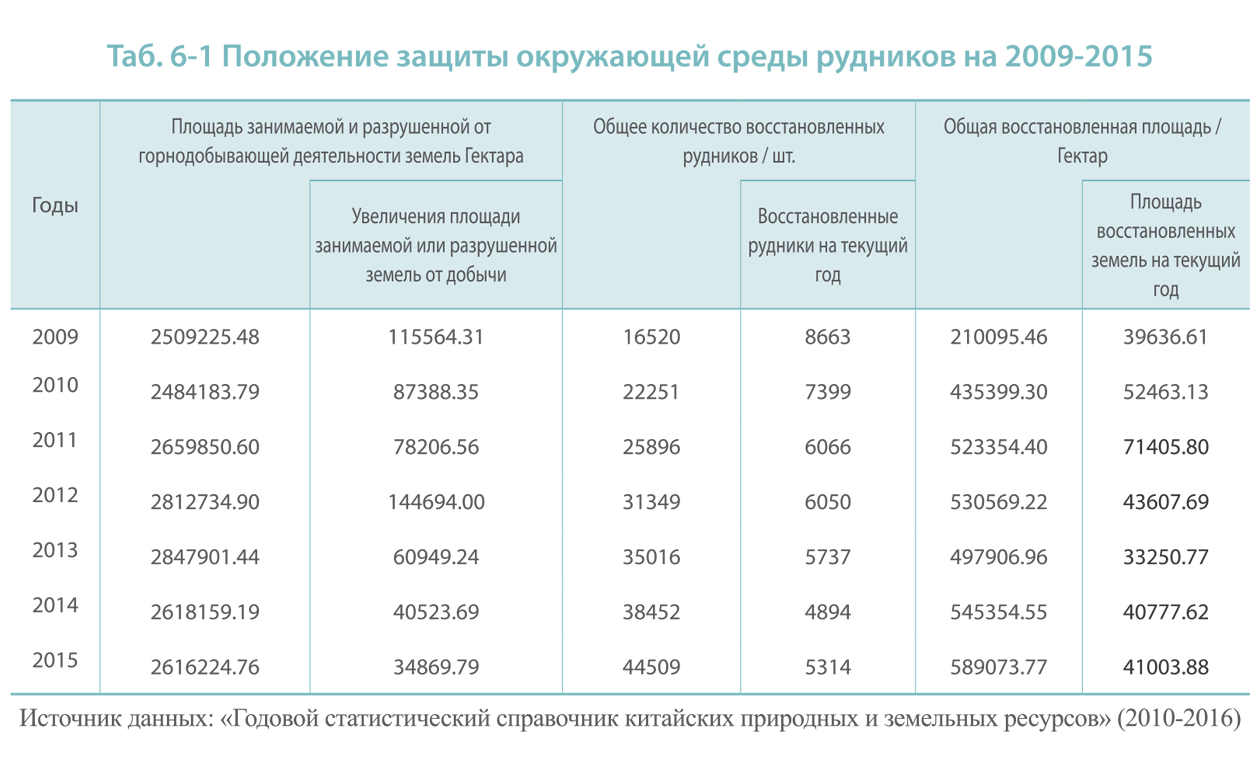 Таб. 6-1 Положение защиты окружающей среды рудников на 2009-2015
Годы
Площадь занимаемой и разрушенной от
горнодобывающей деятельности земель Гектара
Увеличения площади
занимаемой или разрушенной
земель от добычи
Общее количество восстановленных
рудников / шт.
Восстановленные
рудники на текущий
год
Общая восстановленная площадь /
Гектар
Площадь
восстановленных
земель на текущий
год
2009 2509225.48 115564.31 16520 8663 210095.46 39636.61
2010 2484183.79 87388.35 22251 7399 435399.30 52463.13
2011 2659850.60 78206.56 25896 6066 523354.40 71405.80
2012 2812734.90 144694.00 31349 6050 530569.22 43607.69
2013 2847901.44 60949.24 35016 5737 497906.96 33250.77
2014 2618159.19 40523.69 38452 4894 545354.55 40777.62
2015 2616224.76 34869.79 44509 5314 589073.77 41003.88
Источник данных: «Годовой статистический справочник китайских природных и земельных ресурсов» (2010-2016)